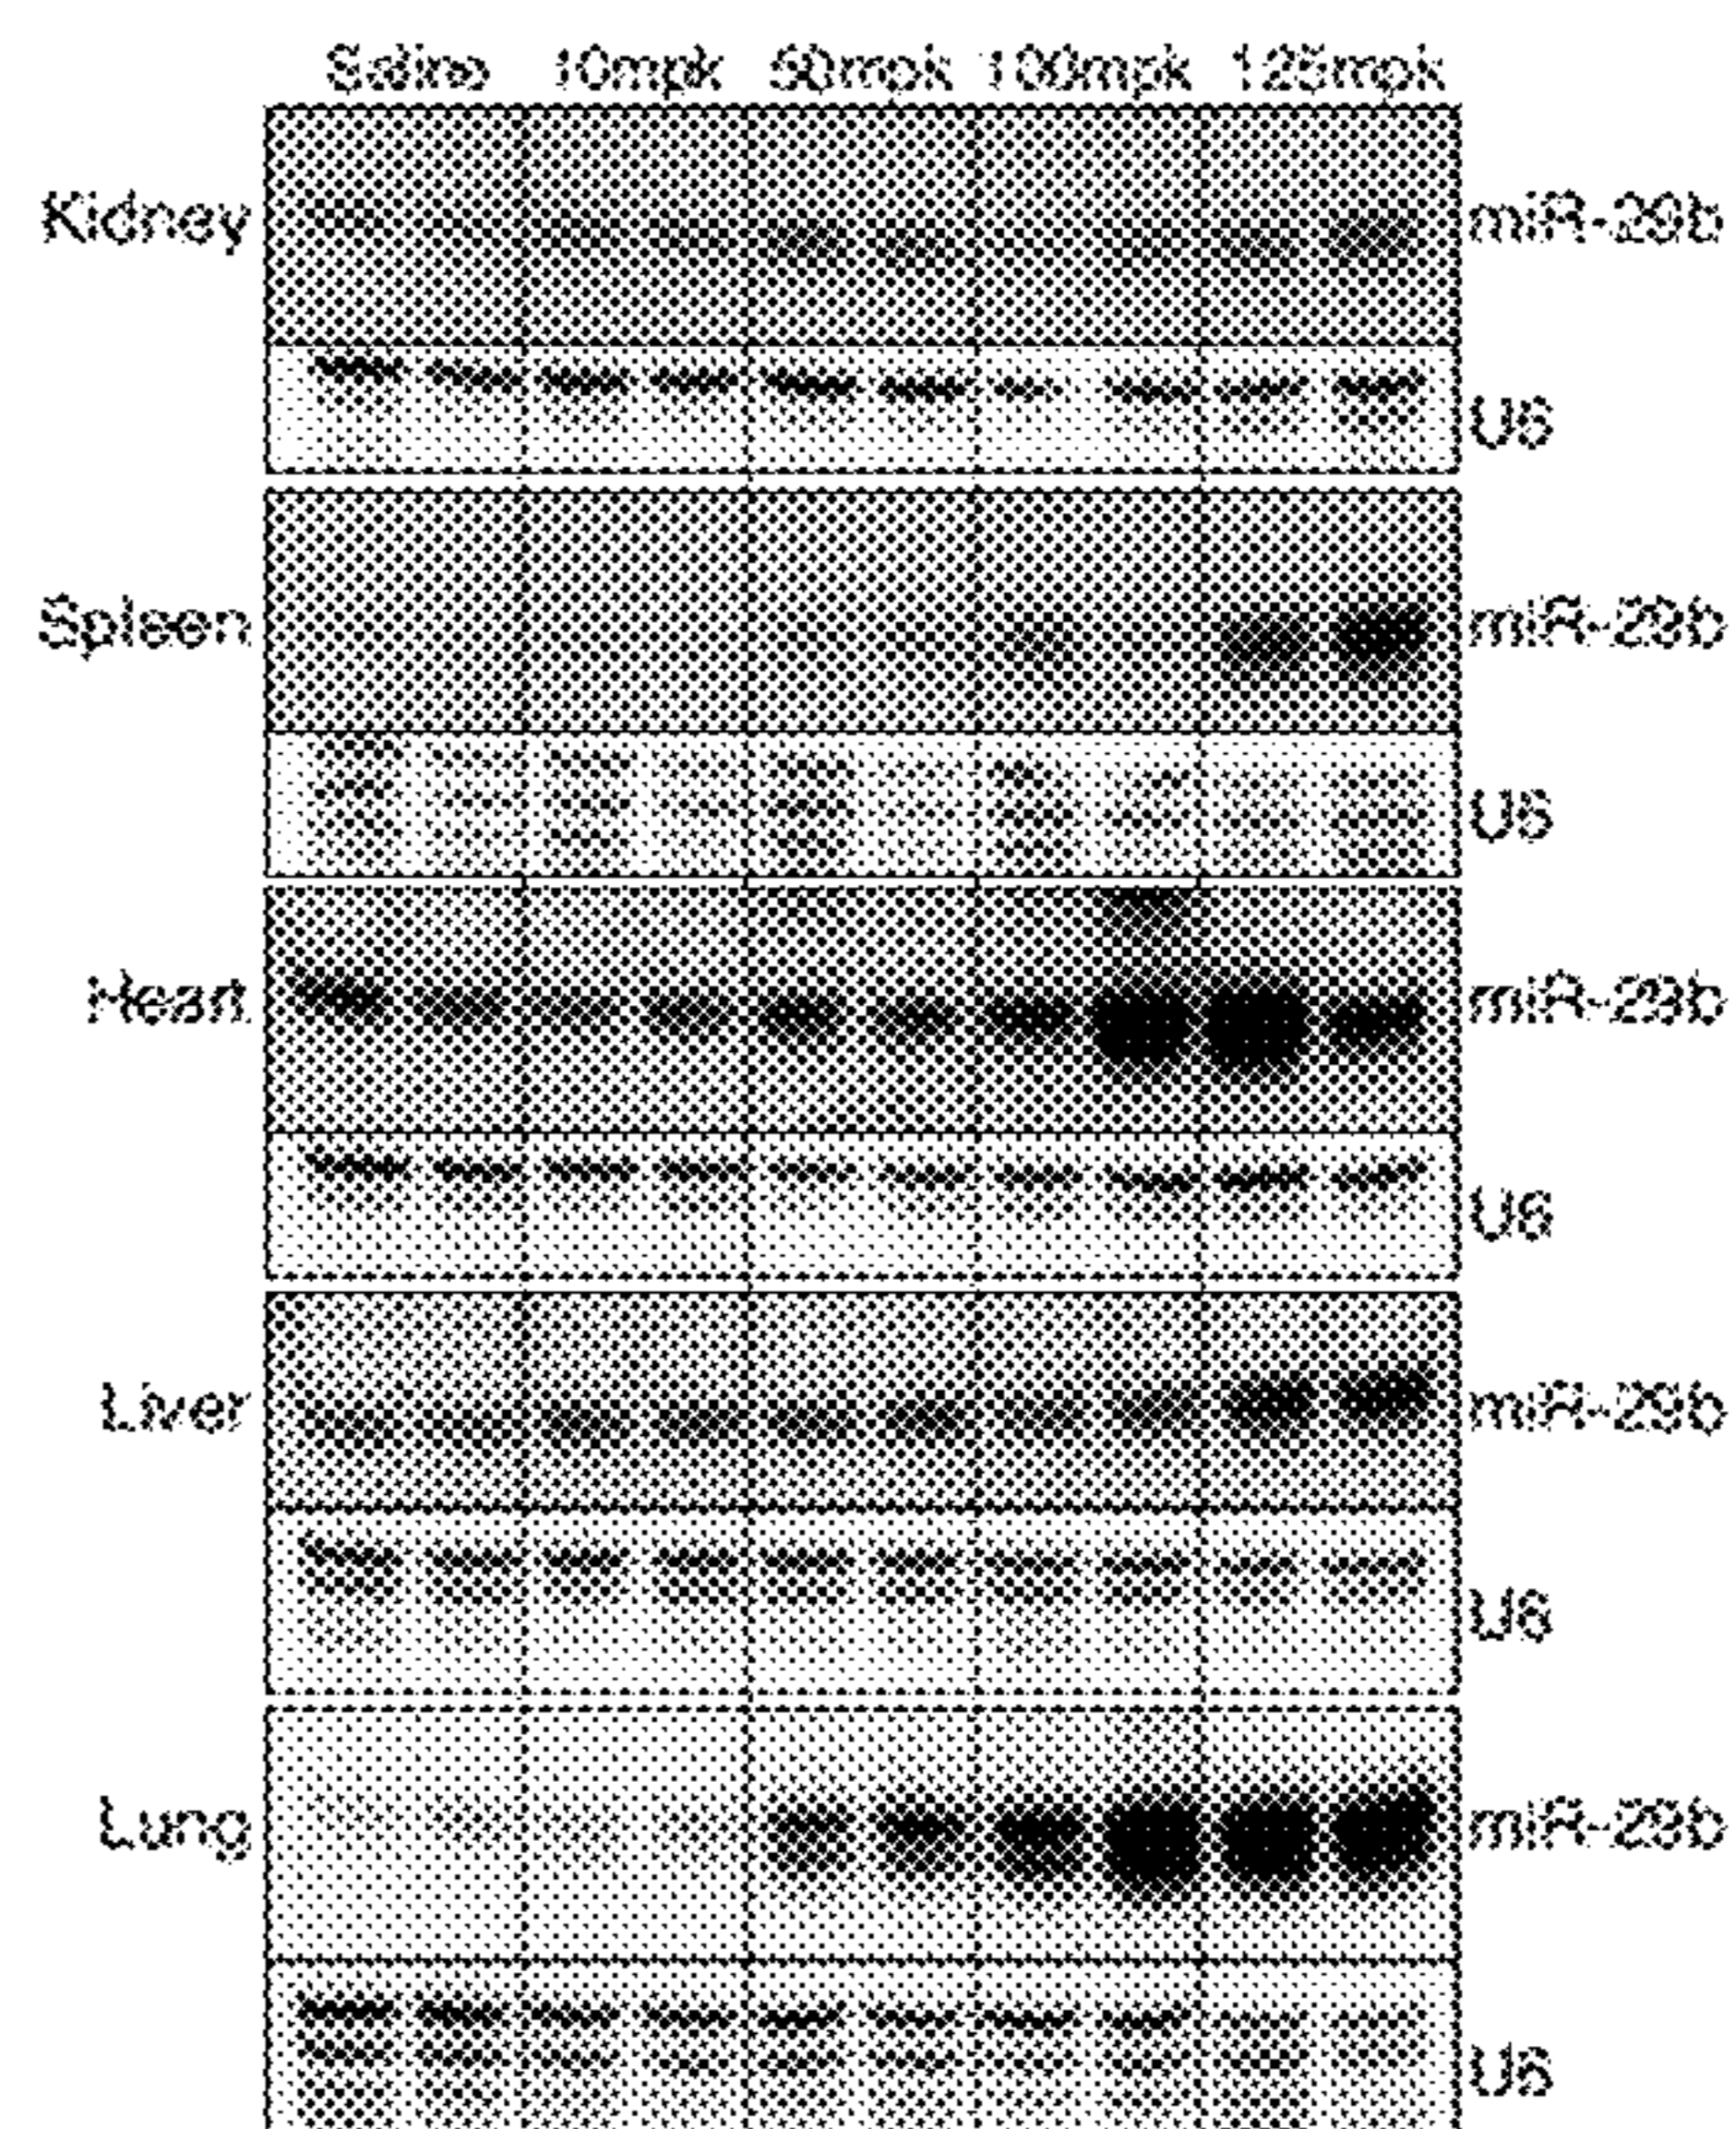 Saline 10mpk 50mpk 100mpk 125mpk
Kidney miR-29b
U6
Spleen miR-29b
U6
Heart miR-29b
U6
Liver miR-29b
U6
Lung miR-29b
U6